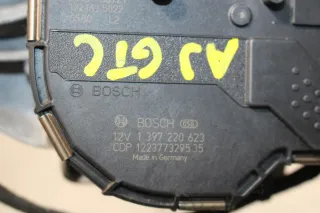 AJ GTC
BOSCH
BOSCH
12V 1 397 220 623
CDP 1223773295.35
Made in Germany